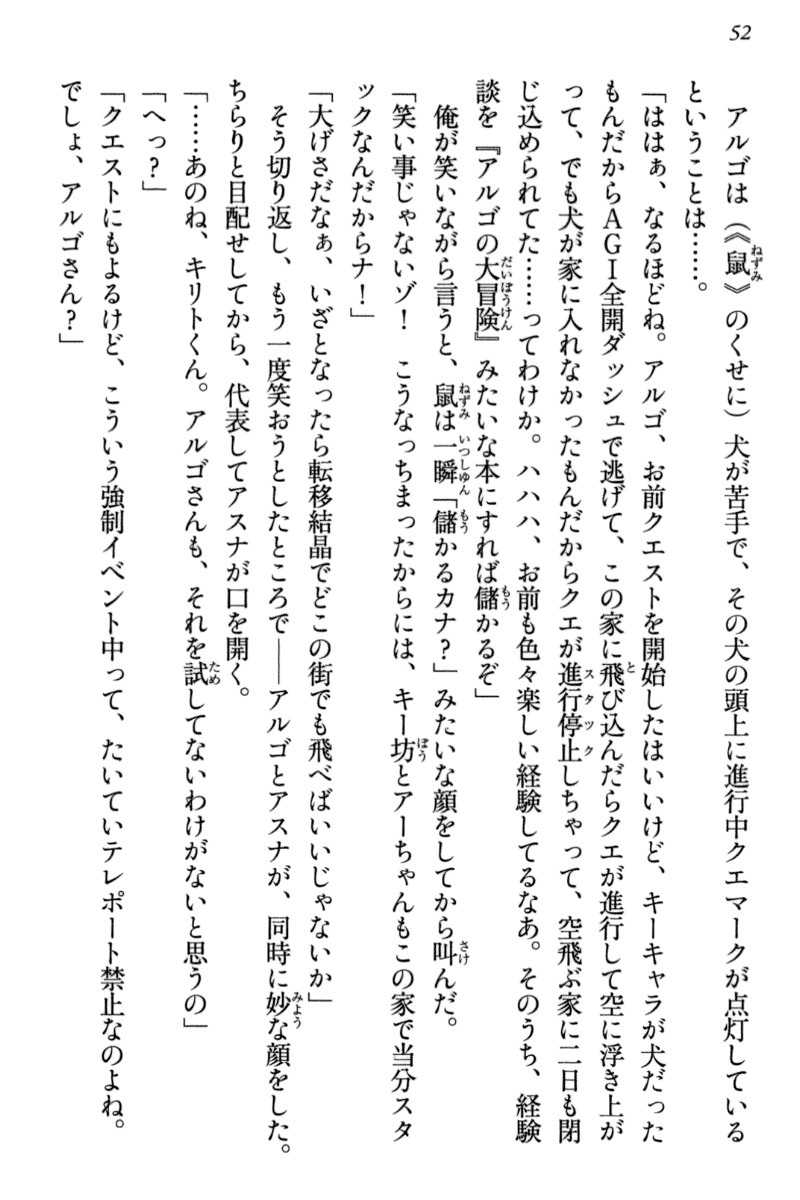 52
アルゴは（《鼠》のくせに）犬が苦手で、その犬の頭上に進行中クエマークが点灯している
ということは……。
「ははぁ、なるほどね。アルゴ、お前クエストを開始したはいいけど、キーキャラが犬だった
もんだからＡＧＩ全開ダッシュで逃げて、この家に飛び込んだらクエが進行して空に浮き上が
って、でも犬が家に入れなかったもんだからクエが進行停止しちゃって、空飛ぶ家に二日も閉
じ込められてた……ってわけか。ハハハ、お前も色々楽しい経験してるなあ。そのうち、経験
談を『アルゴの大冒険』みたいな本にすれば儲かるぞ」
俺が笑いながら言うと、鼠は一瞬「儲かるカナ？」みたいな顔をしてから叫んだ。
「笑い事じゃないゾ！　こうなっちまったからには、キー坊とアーちゃんもこの家で当分スタ
ックなんだからナ！」
「大げさだなぁ、いざとなったら転移結晶でどこの街でも飛べばいいじゃないか」
そう切り返し、もう一度笑おうとしたところで――アルゴとアスナが、同時に妙な顔をした。
ちらりと目配せしてから、代表してアスナが口を開く。
「……あのね、キリトくん。アルゴさんも、それを試してないわけがないと思うの」
「へっ？」
「クエストにもよるけど、こういう強制イベント中って、たいていテレポート禁止なのよね。
でしょ、アルゴさん？」